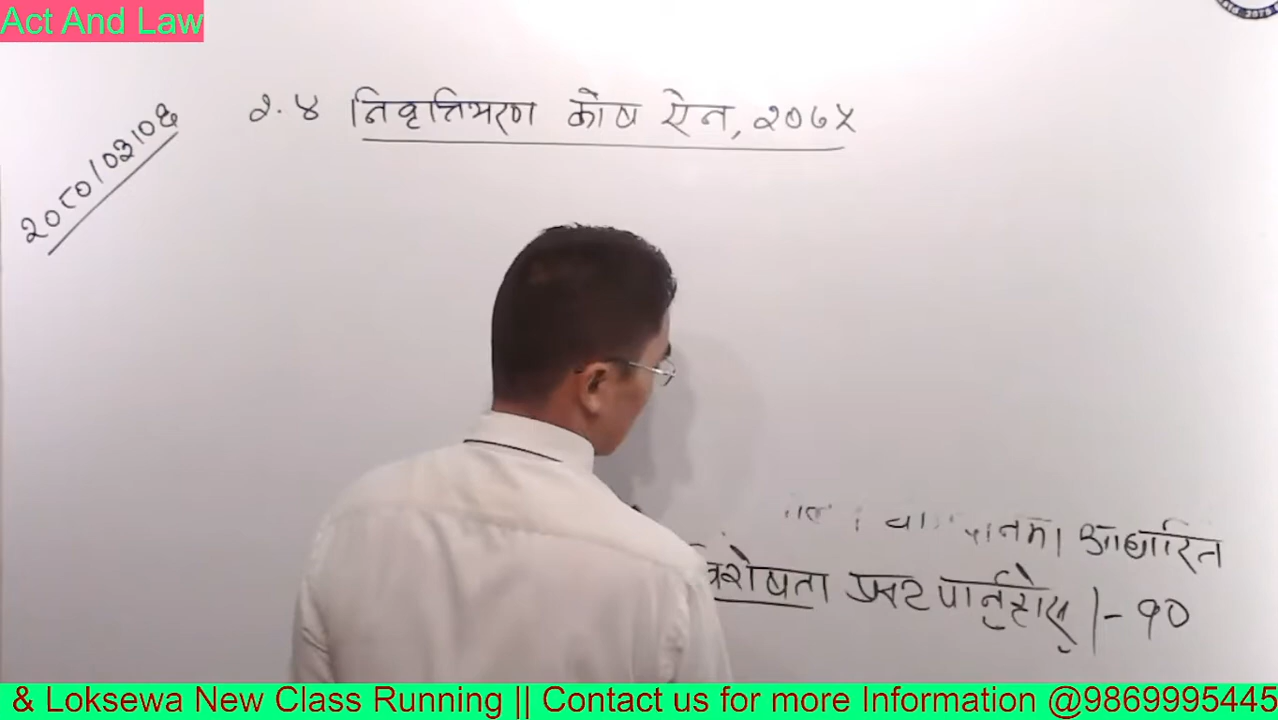 Act And Law
२०८०/०३/०६
२.४ निवृत्तिभरण कोष ऐन, २०७५
आधारित
विशेषता प्रस्ट पार्नुहोस् ।- १०
& Loksewa New Class Running || Contact us for more Information @9869995445